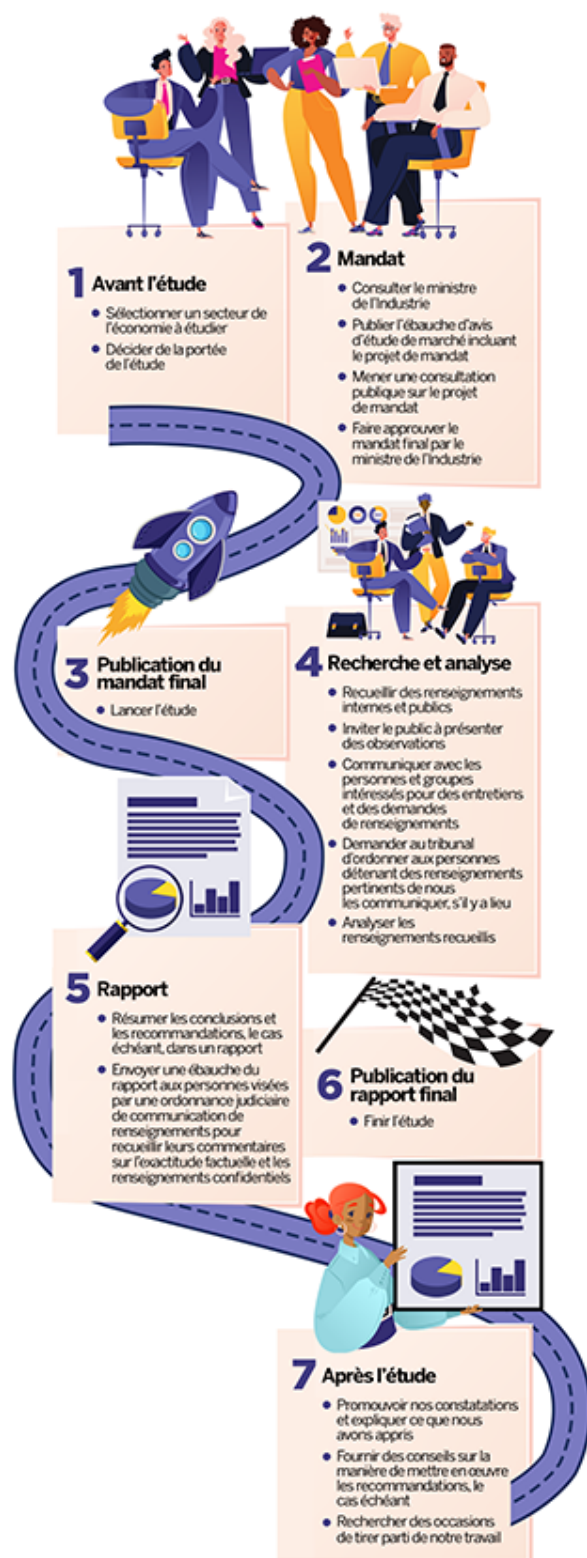 1 Avant l'étude
• Sélectionner un secteur de
l'économie à étudier
• Décider de la portée
de l'étude
2 Mandat
• Consulter le ministre
de l'Industrie
• Publier l'ébauche d'avis
d'étude de marché incluant
le projet de mandat
• Mener une consultation
publique sur le projet
de mandat
• Faire approuver le
mandat final par le
ministre de l'Industrie
3 Publication du
mandat final
• Lancer l'étude
4 Recherche et analyse
• Recueillir des renseignements
internes et publics
• Inviter le public à présenter
des observations
• Communiquer avec les
personnes et groupes
intéressés pour des entretiens
et des demandes
de renseignements
• Demander au tribunal
d'ordonner aux personnes
détenant des renseignements
pertinents de nous
les communiquer, s'il y a lieu
• Analyser les
renseignements recueillis
5 Rapport
• Résumer les conclusions et
les recommandations, le cas
échéant, dans un rapport
• Envoyer une ébauche du
rapport aux personnes visées
par une ordonnance judiciaire
de communication de
renseignements pour
recueillir leurs commentaires
sur l'exactitude factuelle et les
renseignements confidentiels
6 Publication du
rapport final
• Finir l'étude
7 Après l'étude
• Promouvoir nos constatations
et expliquer ce que nous
avons appris
• Fournir des conseils sur la
manière de mettre en œuvre
les recommandations, le
cas échéant
• Rechercher des occasions
de tirer parti de notre travail